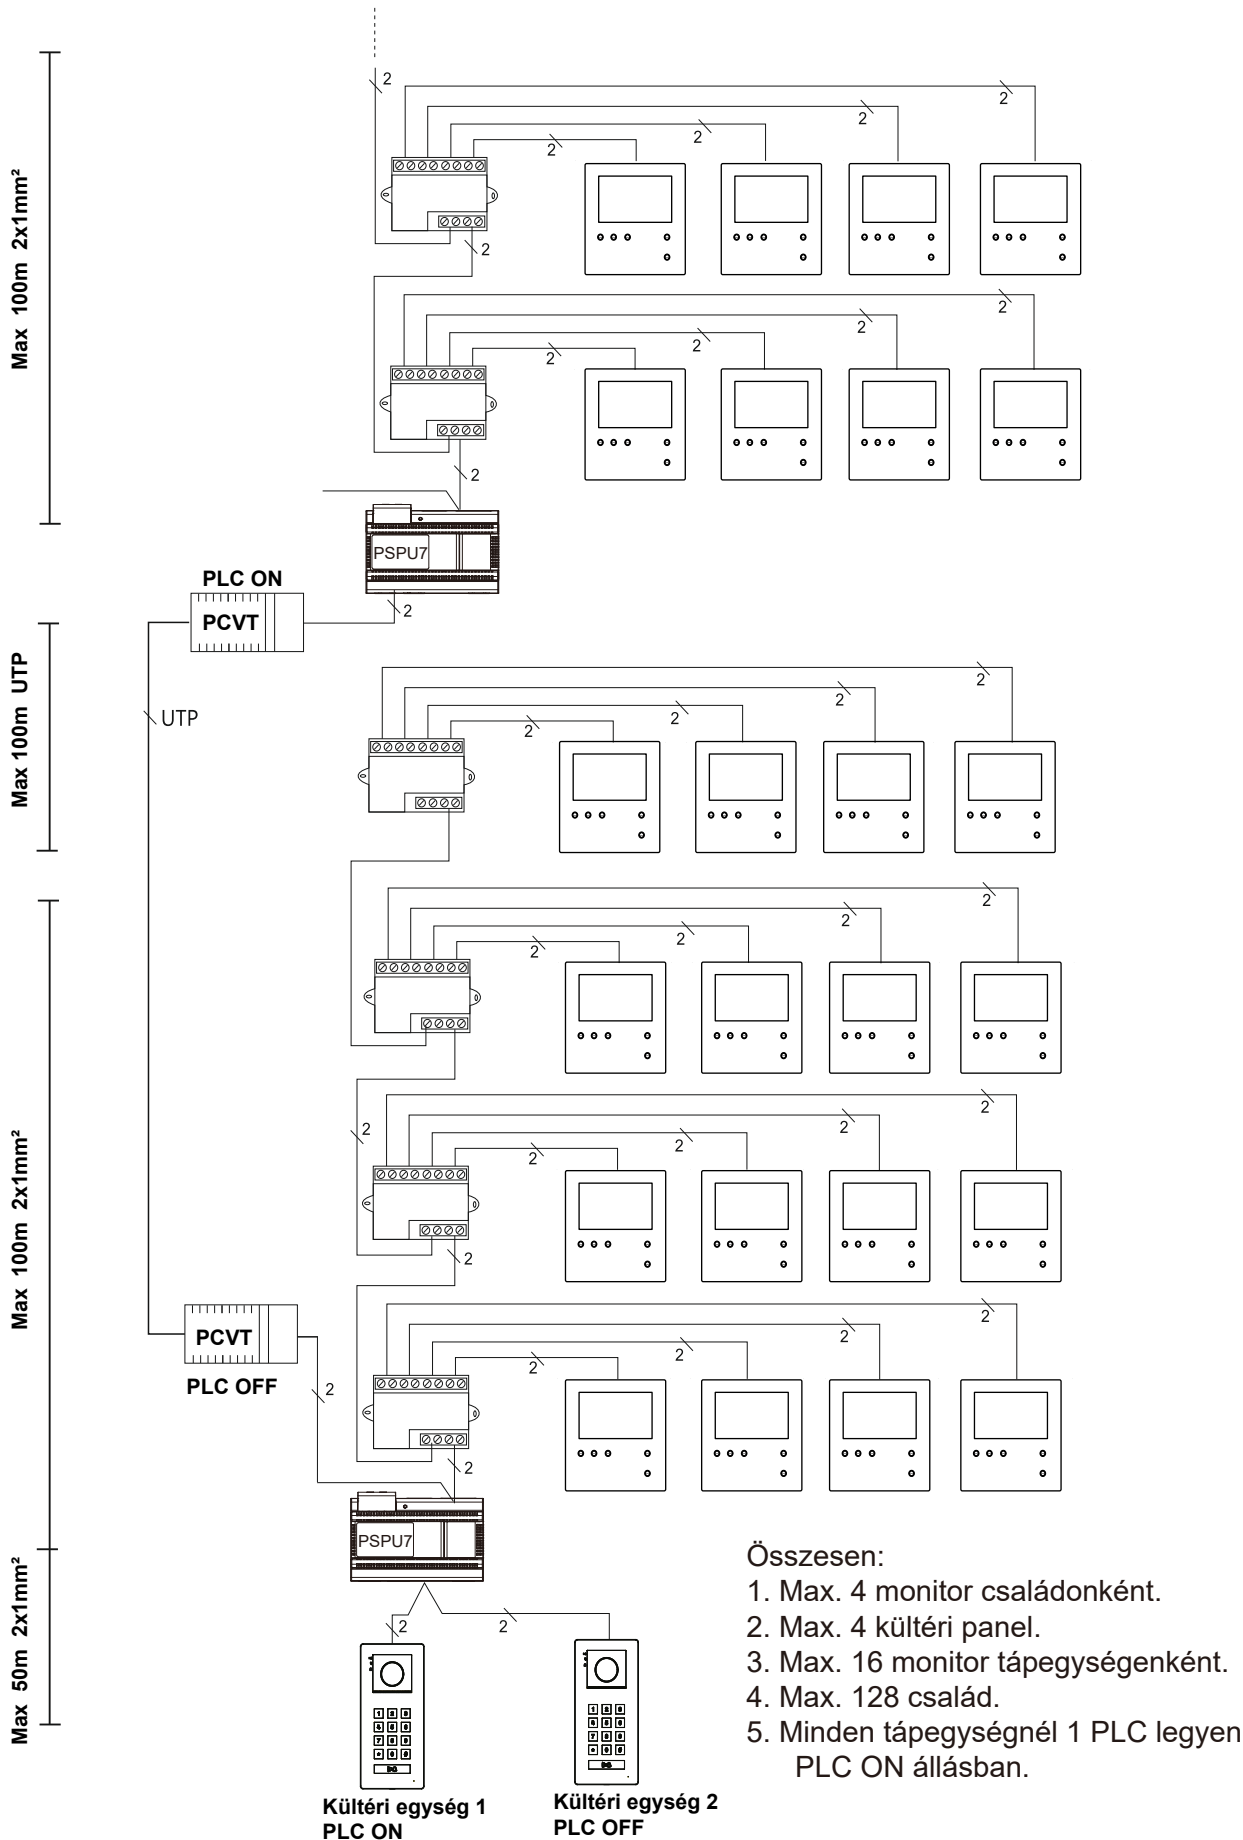 2
2
2
2
2
2
Max 100m 2x1mm²
2
2
2
2
2
PSPU7
PLC ON
PCVT
2
Max 100m UTP
UTP
2
2
2
2
2
2
2
2
Max 100m 2x1mm²
2
2
2
2
2
2
2
2
2
2
PCVT
PLC OFF
2
2
PSPU7
Max 50m 2x1mm²
2
2
Összesen:
1. Max. 4 monitor családonként.
2. Max. 4 kültéri panel.
3. Max. 16 monitor tápegységenként.
4. Max. 128 család.
5. Minden tápegységnél 1 PLC legyen
PLC ON állásban.
Kültéri egység 1
PLC ON
Kültéri egység 2
PLC OFF